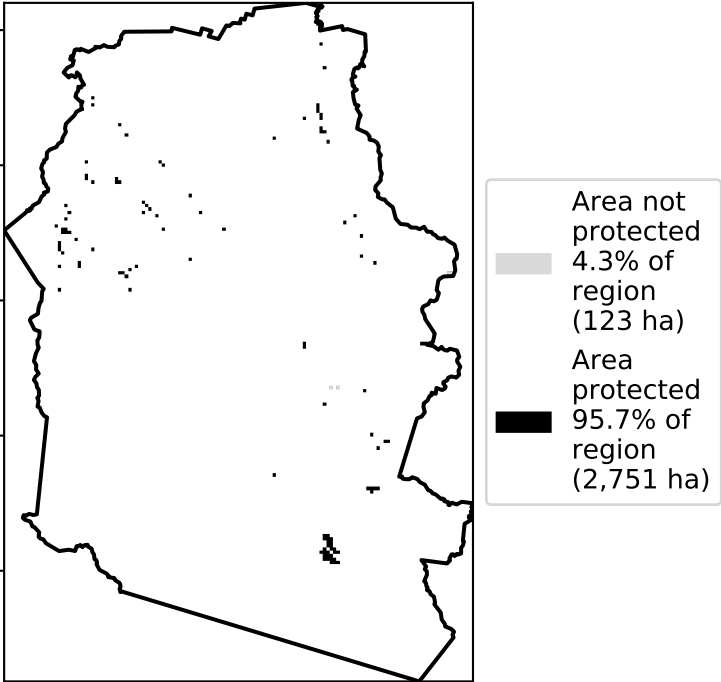 Area not
protected
4.3% of
region
(123 ha)
Area
protected
95.7% of
region
(2,751 ha)